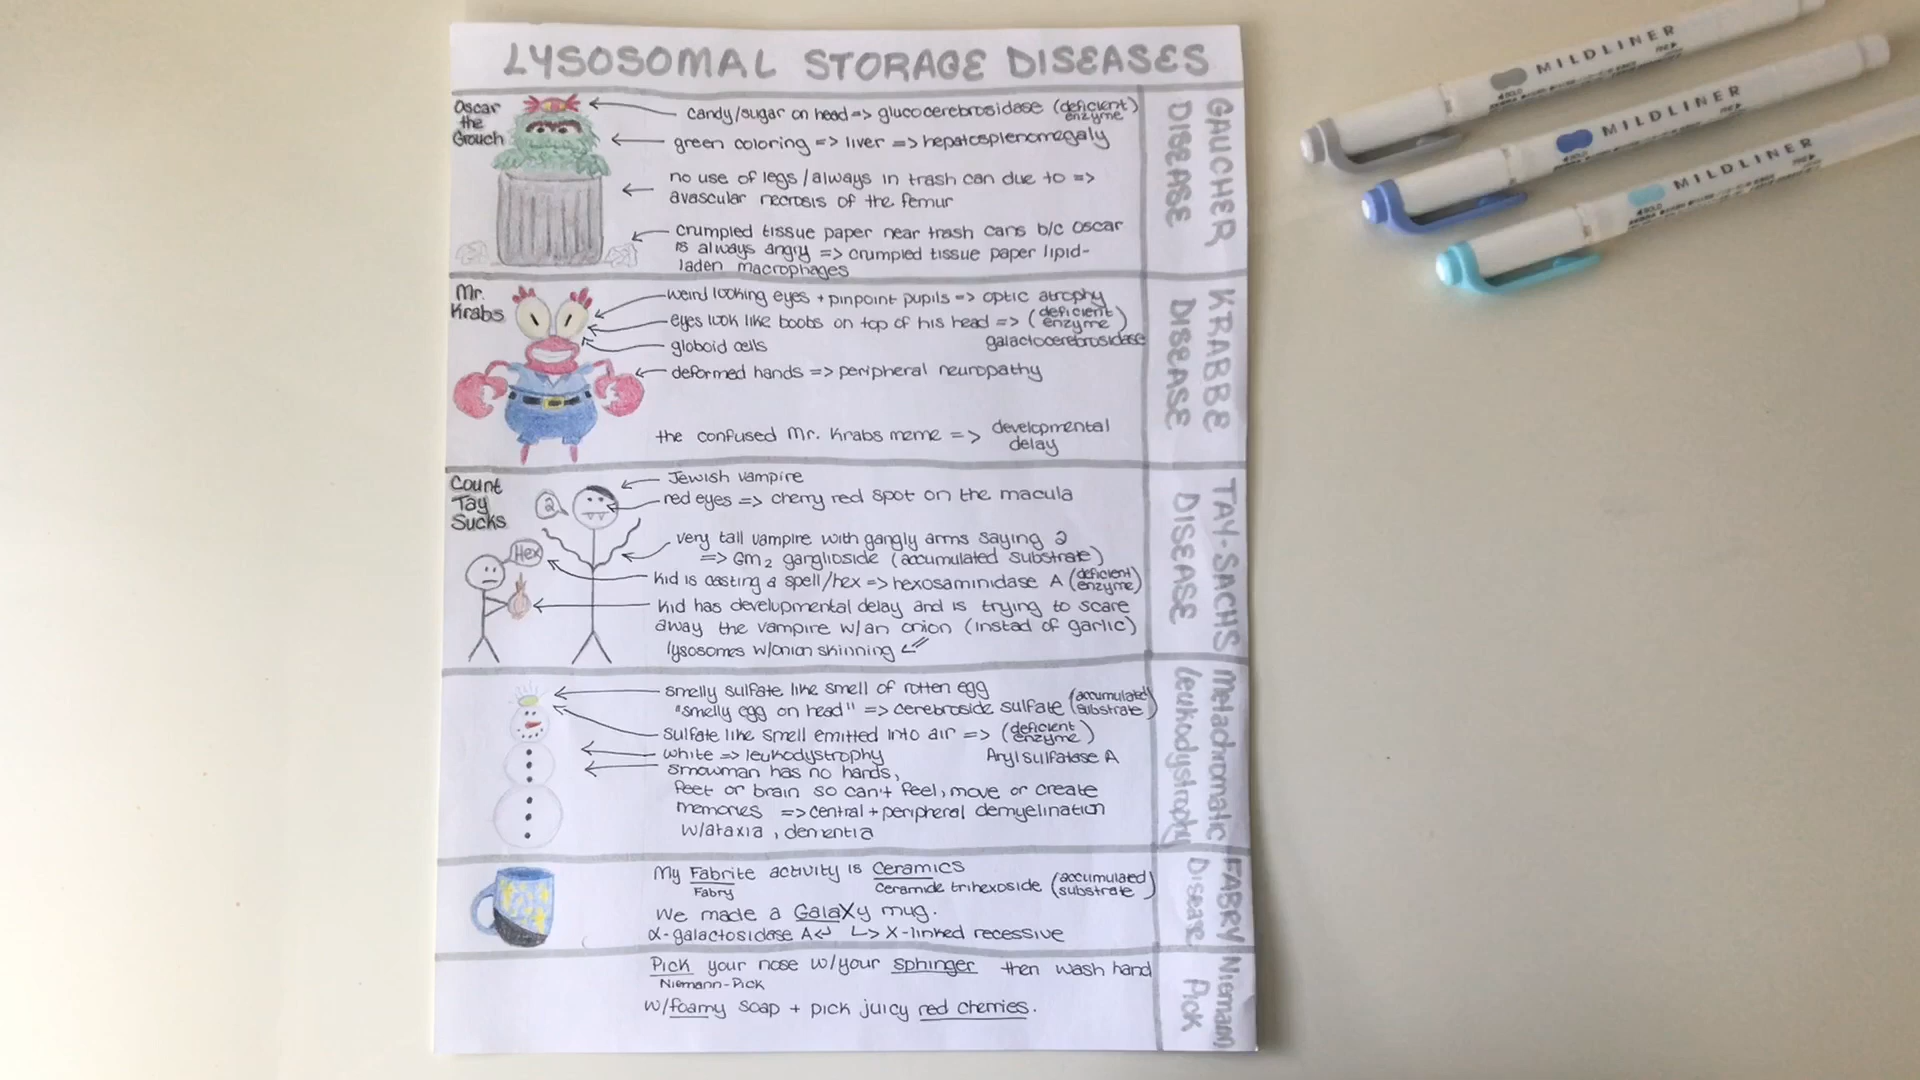 LYSOSOMAL STORAGE DISEASES
GAUCHER DISEASE
Oscar
the
Grouch
candy/sugar on head => glucocerebrosidase (deficient enzyme)
green coloring => liver => hepatosplenomegaly
no use of legs/always in trash can due to =>
avascular necrosis of the femur
crumpled tissue paper near trash cans b/c oscar
is always angry => crumpled tissue paper lipid-
laden macrophages
KRABBE DISEASE
Mr.
Krabs
weird looking eyes + pinpoint pupils => optic atrophy
eyes look like boobs on top of his head => (deficient enzyme)
galactocerebrosidase
globoid cells
deformed hands => peripheral neuropathy
the confused Mr. Krabs meme => developmental delay
TAY-SACHS DISEASE
Count
Tay
Sucks
2
Hex
Jewish vampire
red eyes => cherry red spot on the macula
very tall vampire with gangly arms saying 2
=> GM2 ganglioside (accumulated substrate)
kid is casting a spell/hex => hexosaminidase A (deficient enzyme)
kid has developmental delay and is trying to scare
away the vampire w/an onion (instad of garlic)
lysosomes w/onion skinning
Metachromatic leukodystrophy
smelly sulfate like smell of rotten egg
"smelly egg on head" => cerebroside sulfate (accumulated substrate)
sulfate like smell emitted into air => (deficient enzyme)
Arylsulfatase A
white => leukodystrophy
snowman has no hands,
feet or brain so can't feel, move or create
memories => central + peripheral demyelination
w/ataxia, dementia
FABRY Disease
My Fabrite activity is Ceramics
Fabry
Ceramide trihexoside (accumulaed substrate)
We made a GalaXy mug.
α-galactosidase A↵ ↳ X-linked recessive
Niemann Pick
Pick your nose w/your sphinger then wash hand
Niemann-Pick
w/foamy soap + pick juicy red cherries.
MILDLINER
MILDLINER
MILDLINER